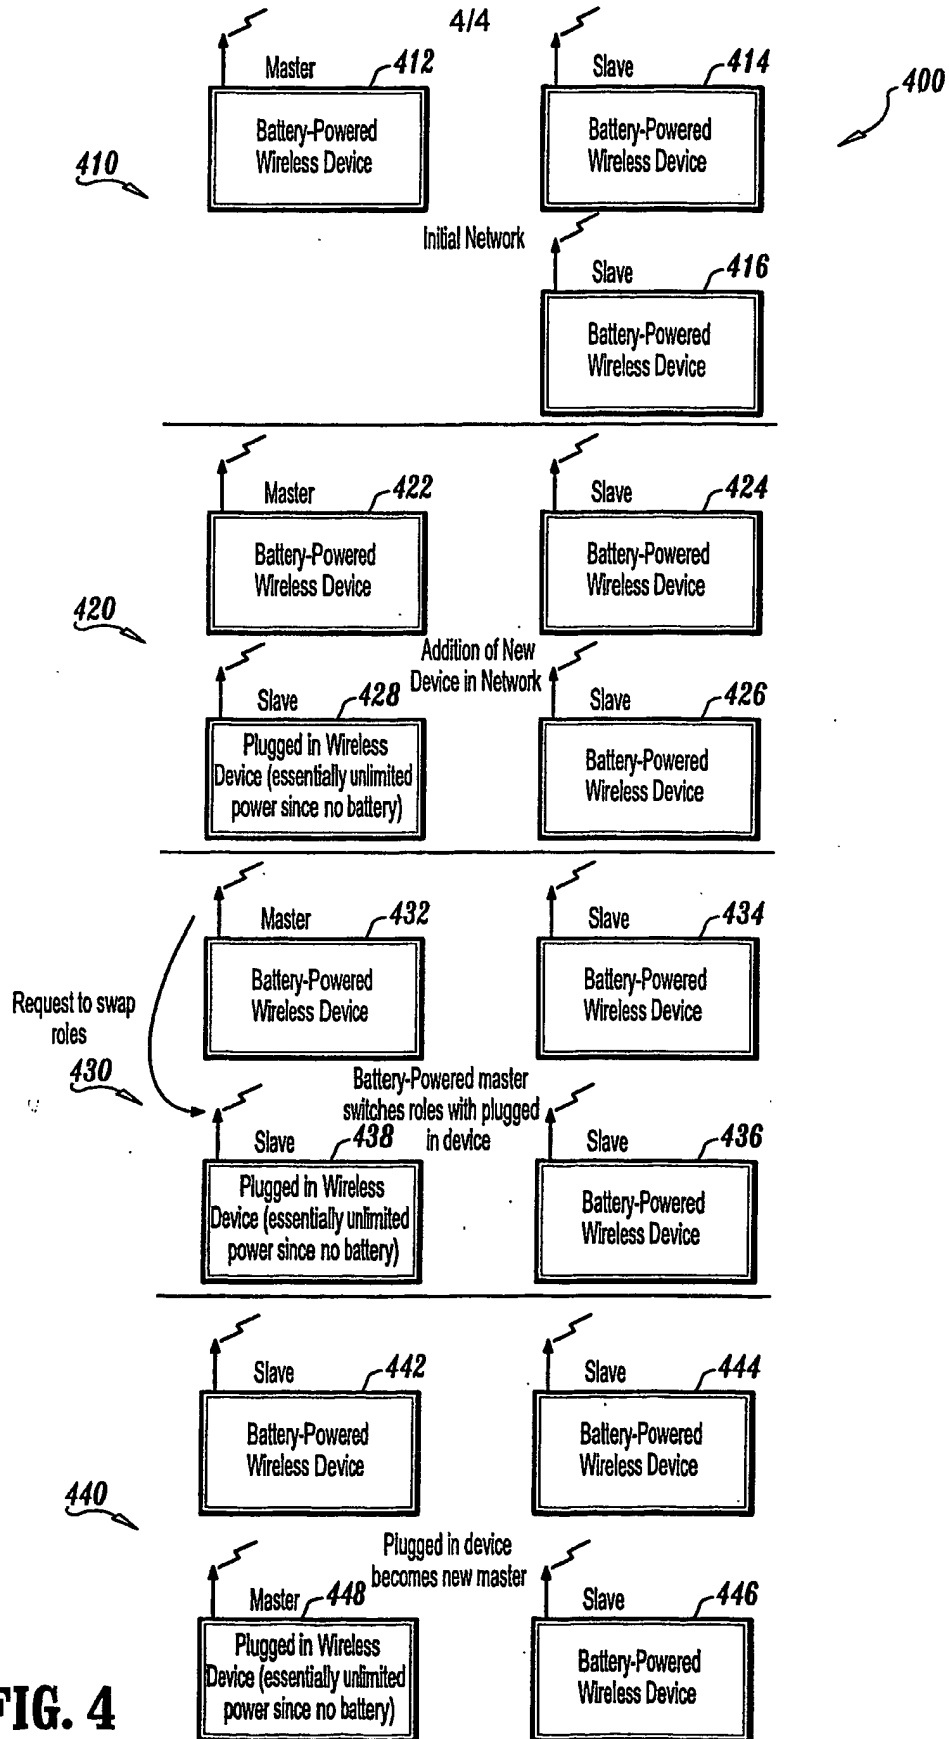 4/4
400
410
Master
412
Battery-Powered
Wireless Device
Slave
414
Battery-Powered
Wireless Device
Initial Network
Slave
416
Battery-Powered
Wireless Device
420
Master
422
Battery-Powered
Wireless Device
Slave
424
Battery-Powered
Wireless Device
Addition of New
Device in Network
Slave
428
Plugged in Wireless
Device (essentially unlimited
power since no battery)
Slave
426
Battery-Powered
Wireless Device
Master
432
Battery-Powered
Wireless Device
Slave
434
Battery-Powered
Wireless Device
Request to swap
roles
430
Battery-Powered master
switches roles with plugged
in device
Slave
438
Plugged in Wireless
Device (essentially unlimited
power since no battery)
Slave
436
Battery-Powered
Wireless Device
Slave
442
Battery-Powered
Wireless Device
Slave
444
Battery-Powered
Wireless Device
440
Plugged in device
becomes new master
Master
448
Plugged in Wireless
Device (essentially unlimited
power since no battery)
Slave
446
Battery-Powered
Wireless Device
FIG. 4